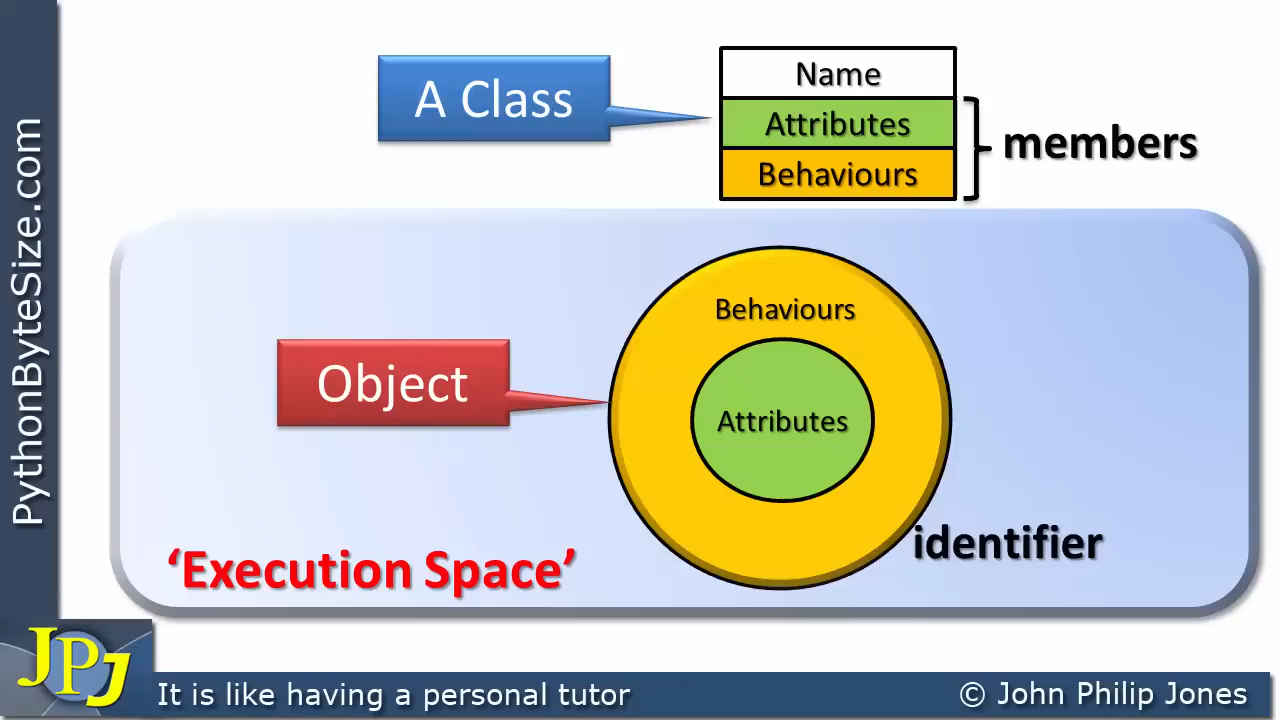 A Class
Name
Attributes
Behaviours
members
Object
Behaviours
Attributes
identifier
‘Execution Space’
PythonByteSize.com
JPJ
It is like having a personal tutor
© John Philip Jones